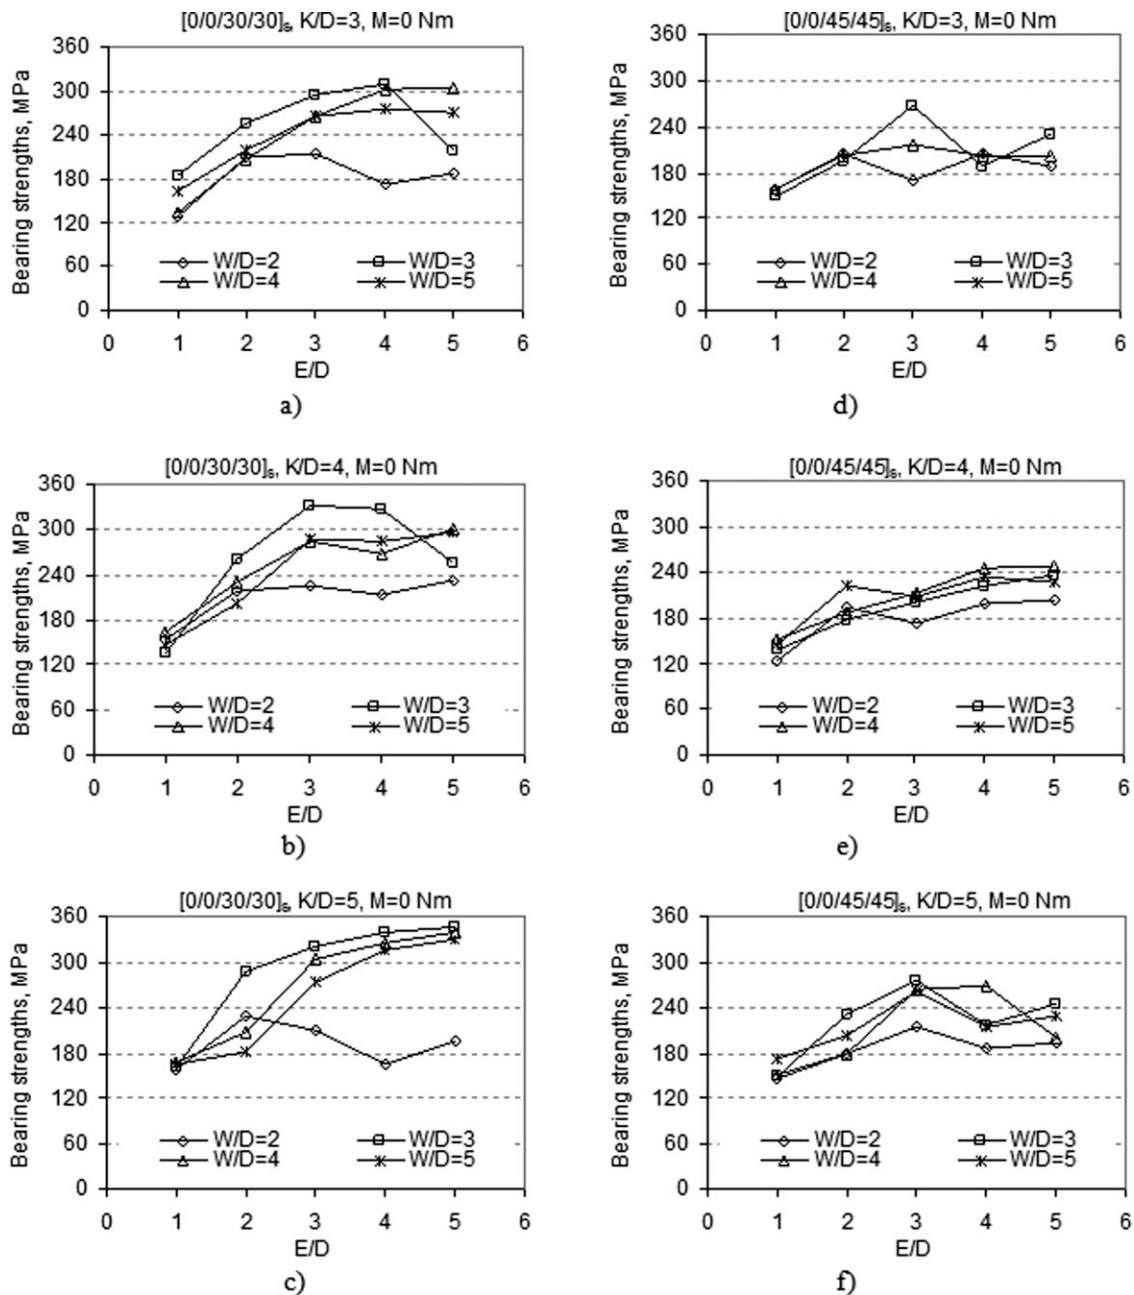 [0/0/30/30]s, K/D=3, M=0 Nm
Bearing strengths, MPa
360
300
240
180
120
60
0
W/D=2 W/D=3
W/D=4 W/D=5
0 1 2 3 4 5 6
E/D
a)
[0/0/45/45]s, K/D=3, M=0 Nm
Bearing strengths, MPa
360
300
240
180
120
60
0
W/D=2 W/D=3
W/D=4 W/D=5
0 1 2 3 4 5 6
E/D
d)
[0/0/30/30]s, K/D=4, M=0 Nm
Bearing strengths, MPa
360
300
240
180
120
60
0
W/D=2 W/D=3
W/D=4 W/D=5
0 1 2 3 4 5 6
E/D
b)
[0/0/45/45]s, K/D=4, M=0 Nm
Bearing strengths, MPa
360
300
240
180
120
60
0
W/D=2 W/D=3
W/D=4 W/D=5
0 1 2 3 4 5 6
E/D
e)
[0/0/30/30]s, K/D=5, M=0 Nm
Bearing strengths, MPa
360
300
240
180
120
60
0
W/D=2 W/D=3
W/D=4 W/D=5
0 1 2 3 4 5 6
E/D
c)
[0/0/45/45]s, K/D=5, M=0 Nm
Bearing strengths, MPa
360
300
240
180
120
60
0
W/D=2 W/D=3
W/D=4 W/D=5
0 1 2 3 4 5 6
E/D
f)